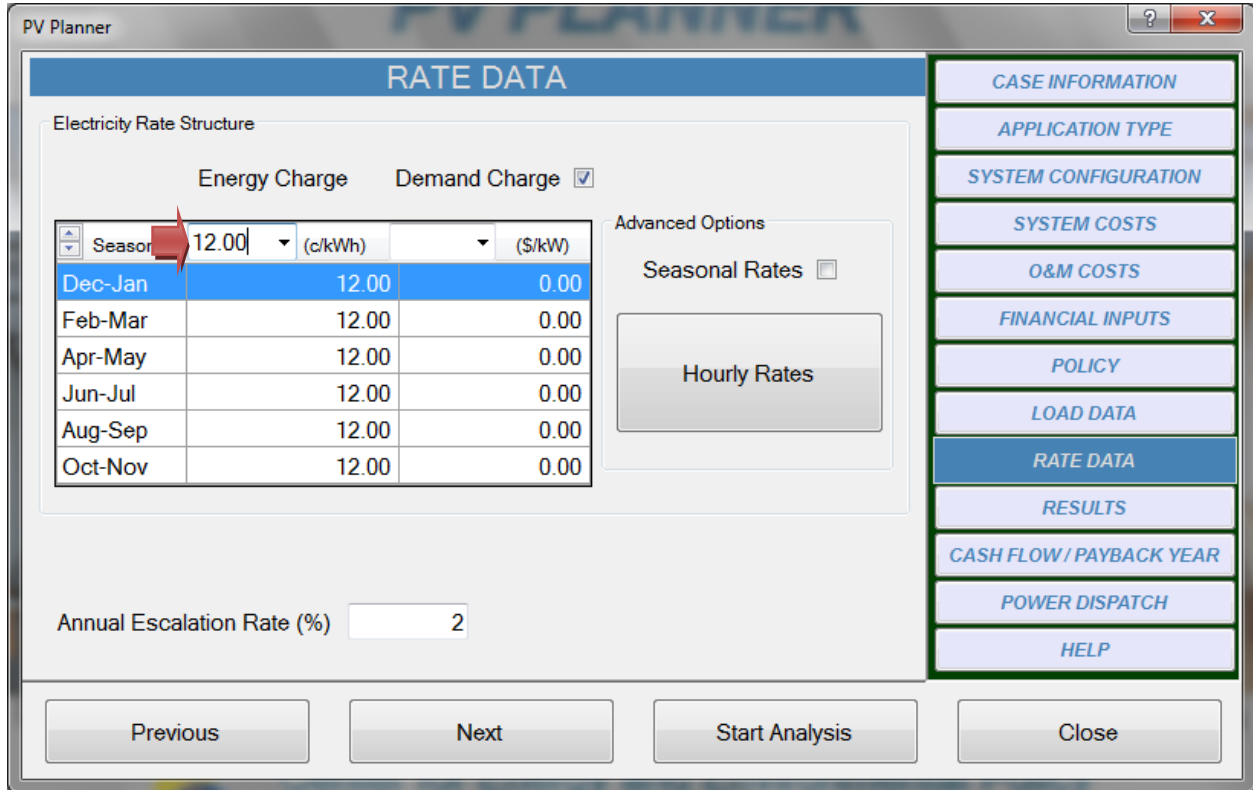 PV PLANNER
PV Planner
?
X
RATE DATA
Electricity Rate Structure
Energy Charge Demand Charge
Season 12.00 (c/kWh) ($/kW)
Dec-Jan 12.00 0.00
Feb-Mar 12.00 0.00
Apr-May 12.00 0.00
Jun-Jul 12.00 0.00
Aug-Sep 12.00 0.00
Oct-Nov 12.00 0.00
Advanced Options
Seasonal Rates
Hourly Rates
Annual Escalation Rate (%) 2
Previous
Next
Start Analysis
Close
CASE INFORMATION
APPLICATION TYPE
SYSTEM CONFIGURATION
SYSTEM COSTS
O&M COSTS
FINANCIAL INPUTS
POLICY
LOAD DATA
RATE DATA
RESULTS
CASH FLOW / PAYBACK YEAR
POWER DISPATCH
HELP